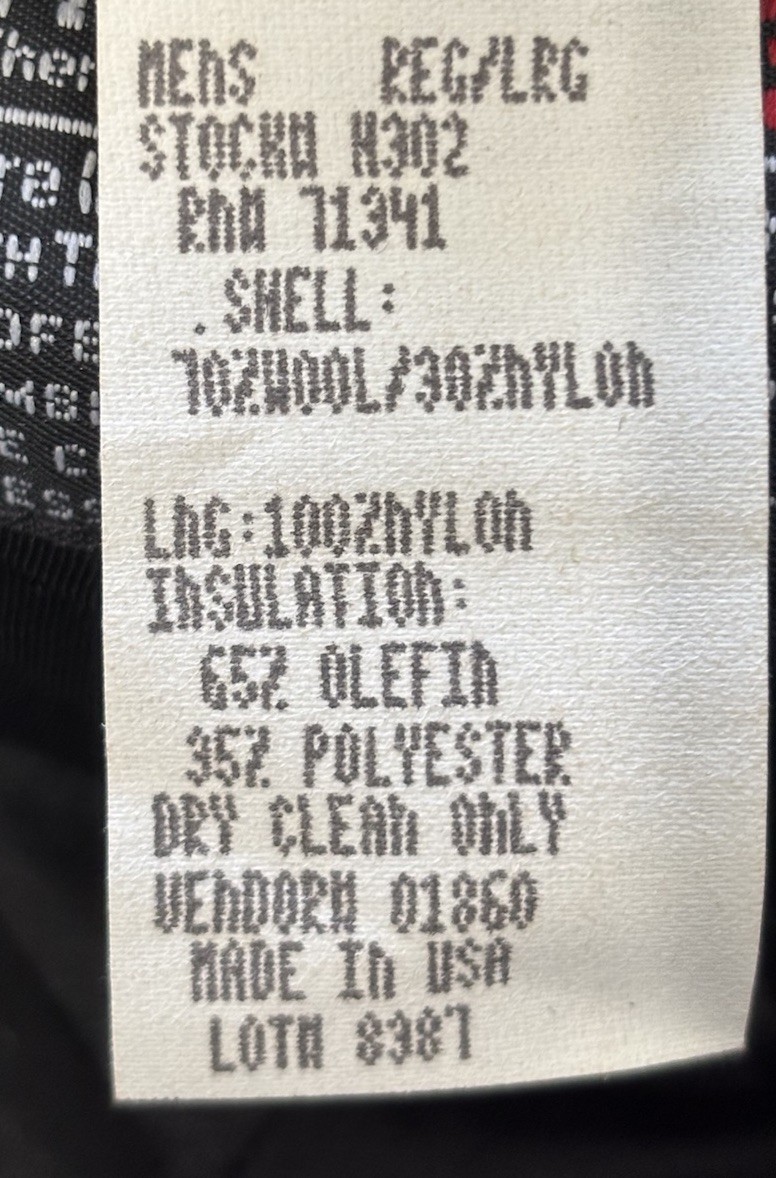 MENS REG/LRG
STOCK# H302
RN# 71341
.SHELL:
70%WOOL/30%NYLON
LNG:100%NYLON
INSULATION:
65% OLEFIN
35% POLYESTER
DRY CLEAN ONLY
VENDOR# 01860
MADE IN USA
LOT# 8387